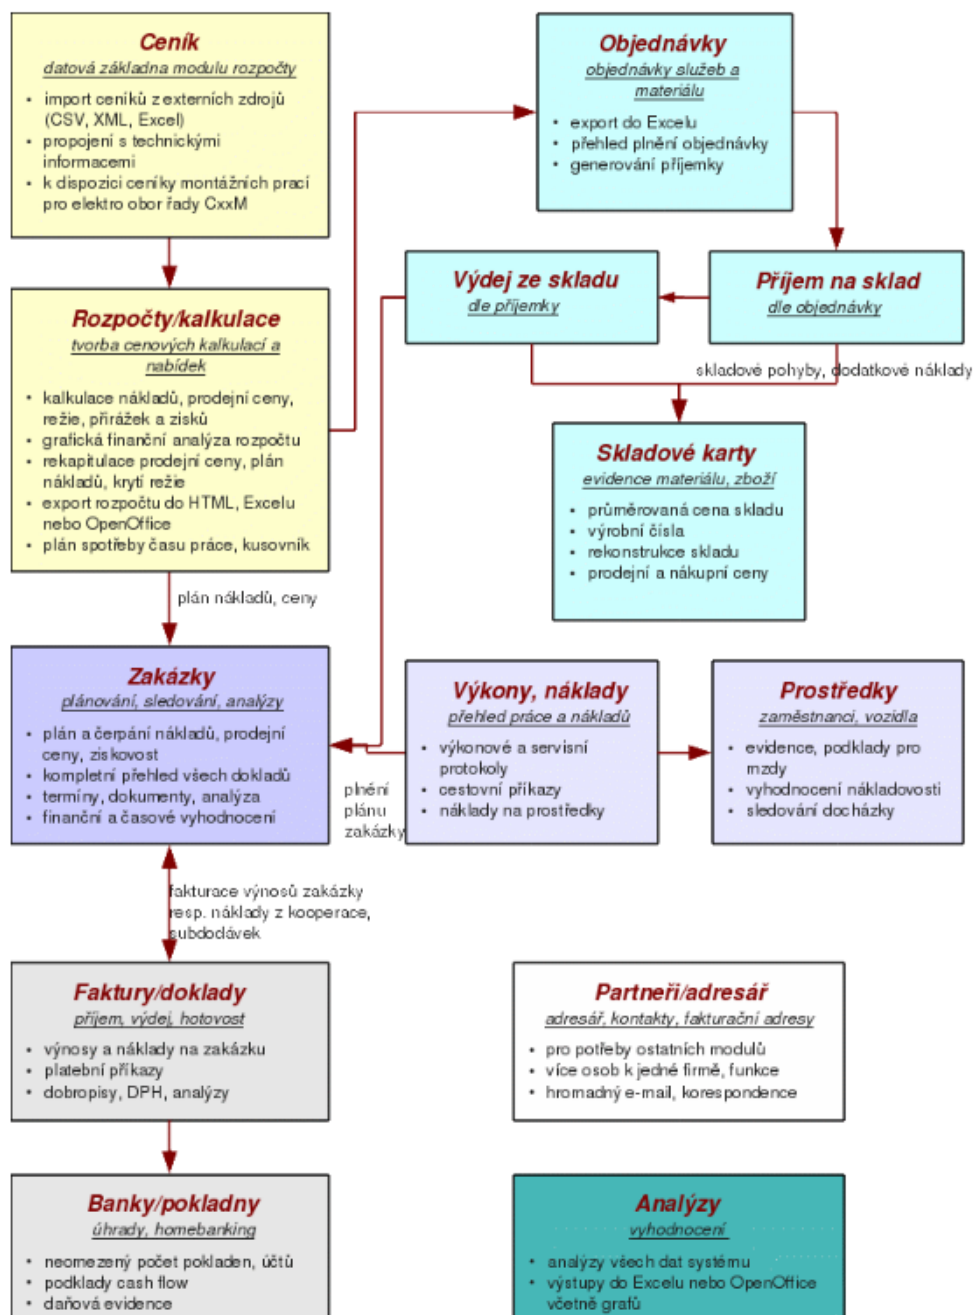 Ceník
datová základna modulu rozpočty
• import ceníků z externích zdrojů
(CSV, XML, Excel)
• propojení s technickými
informacemi
• k dispozici ceníky montážních prací
pro elektro obor řady CxxM
Objednávky
objednávky služeb a
materiálu
• export do Excelu
• přehled plnění objednávky
• generování příjemky
Výdej ze skladu
dle příjemky
Příjem na sklad
dle objednávky
skladové pohyby, dodatkové náklady
Rozpočty/kalkulace
tvorba cenových kalkulací a
nabídek
• kalkulace nákladů, prodejní ceny,
režie, přirážek a zisků
• grafická finanční analýza rozpočtu
• rekapitulace prodejní ceny, plán
nákladů, krytí režie
• export rozpočtu do HTML, Excelu
nebo OpenOffice
• plán spotřeby času práce, kusovník
Skladové karty
evidence materiálu, zboží
• průměrovaná cena skladu
• výrobní čísla
• rekonstrukce skladu
• prodejní a nákupní ceny
plán nákladů, ceny
Zakázky
plánování, sledování, analýzy
• plán a čerpání nákladů, prodejní
ceny, ziskovost
• kompletní přehled všech dokladů
• termíny, dokumenty, analýza
• finanční a časové vyhodnocení
plnění
plánu
zakázky
Výkony, náklady
přehled práce a nákladů
• výkonové a servisní
protokoly
• cestovní příkazy
• náklady na prostředky
Prostředky
zaměstnanci, vozidla
• evidence, podklady pro
mzdy
• vyhodnocení nákladovosti
• sledování docházky
fakturace výnosů zakázky
resp. náklady z kooperace,
subdodávek
Faktury/doklady
příjem, výdej, hotovost
• výnosy a náklady na zakázku
• platební příkazy
• dobropisy, DPH, analýzy
Partneři/adresář
adresář, kontakty, fakturační adresy
• pro potřeby ostatních modulů
• více osob k jedné firmě, funkce
• hromadný e-mail, korespondence
Banky/pokladny
úhrady, homebanking
• neomezený počet pokladen, účtů
• podklady cash flow
• daňová evidence
Analýzy
vyhodnocení
• analýzy všech dat systému
• výstupy do Excelu nebo OpenOffice
včetně grafů